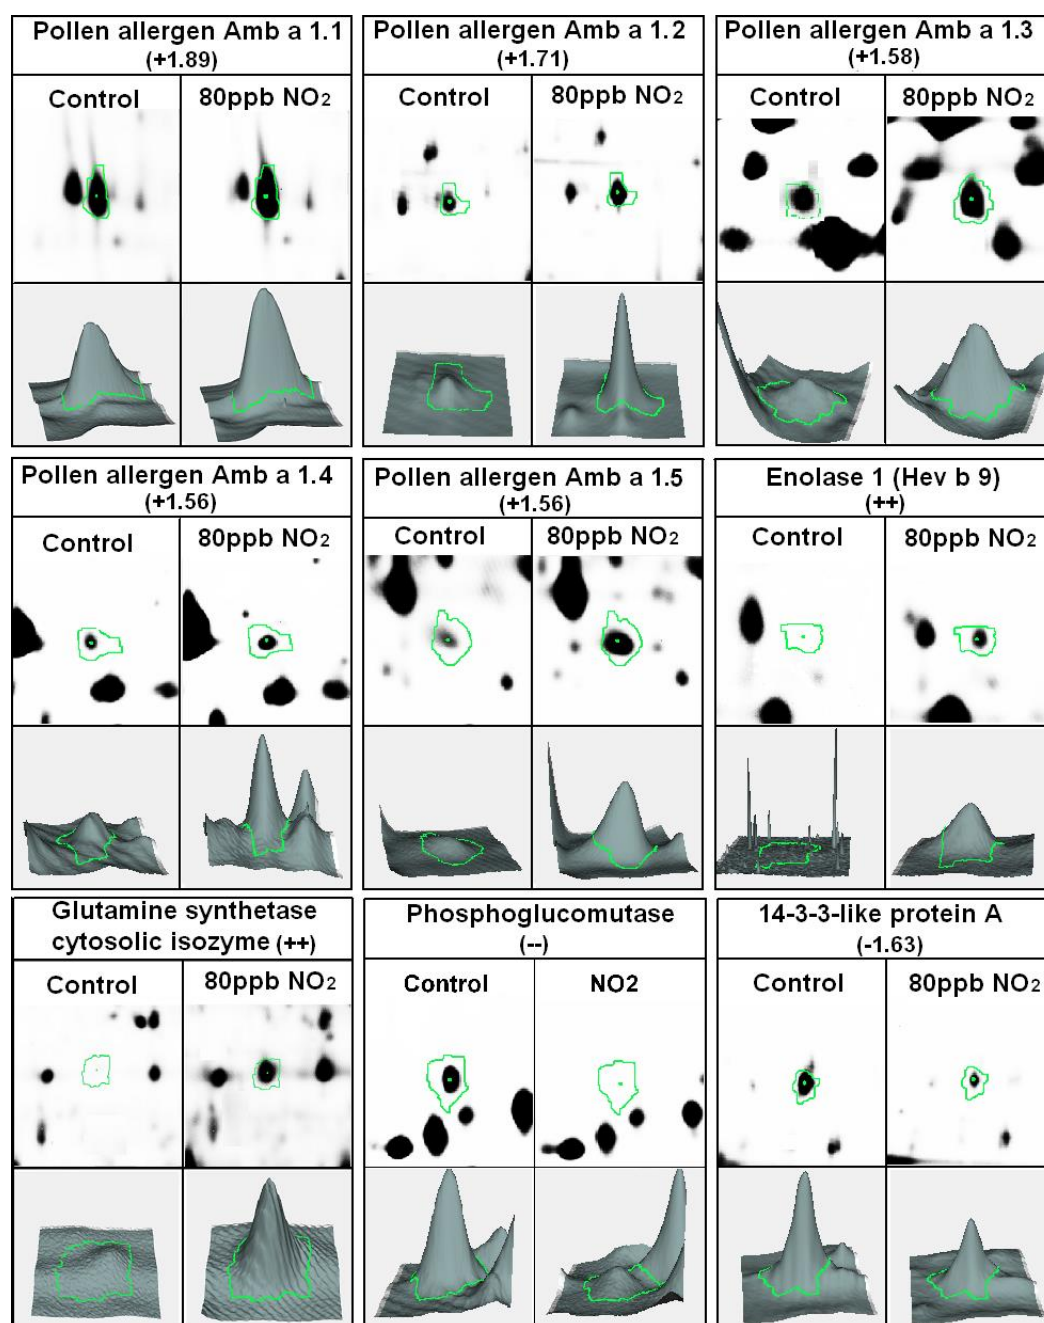 Pollen allergen Amb a 1.1
(+1.89)
Control 80ppb NO2
Pollen allergen Amb a 1.2
(+1.71)
Control 80ppb NO2
Pollen allergen Amb a 1.3
(+1.58)
Control 80ppb NO2
Pollen allergen Amb a 1.4
(+1.56)
Control 80ppb NO2
Pollen allergen Amb a 1.5
(+1.56)
Control 80ppb NO2
Enolase 1 (Hev b 9)
(++)
Control 80ppb NO2
Glutamine synthetase
cytosolic isozyme (++)
Control 80ppb NO2
Phosphoglucomutase
(--)
Control NO2
14-3-3-like protein A
(-1.63)
Control 80ppb NO2